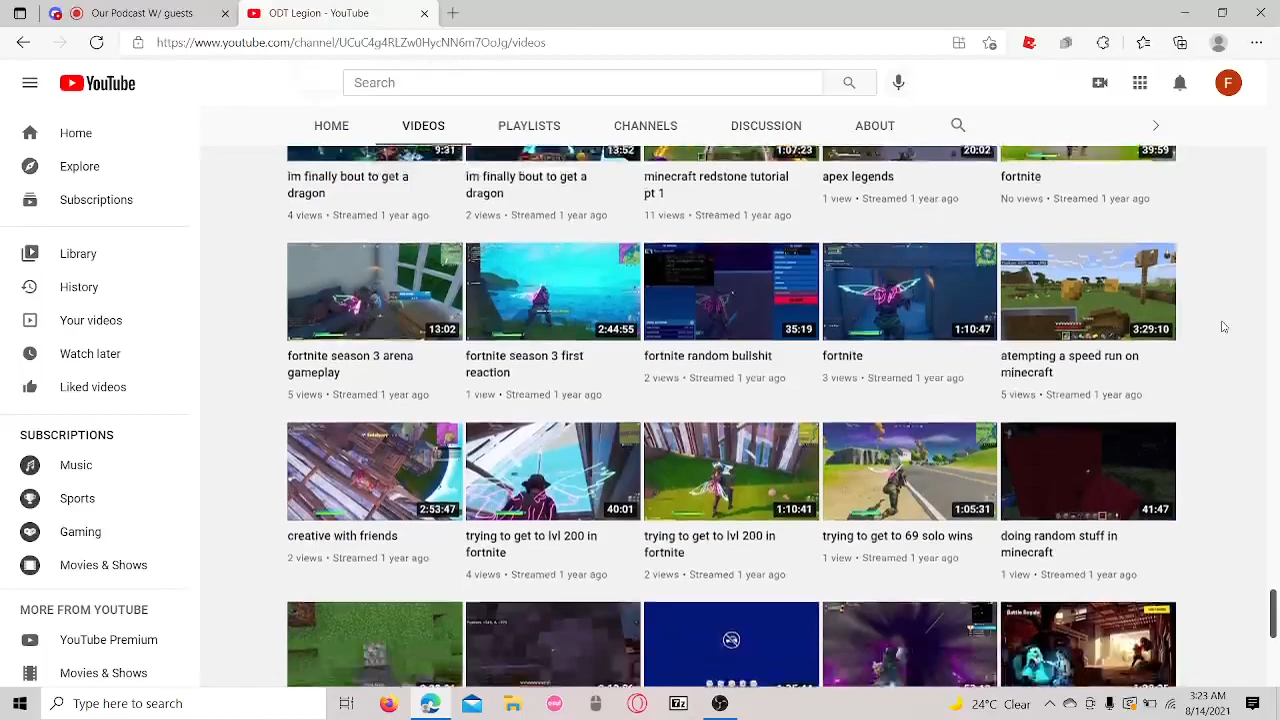 Our Podcast W/ guests
ODT Legion - YouTube
https://www.youtube.com/channel/UCuC4g4RLZw0HycNN6m7OoJg/videos
YouTube
Search
F
HOME VIDEOS PLAYLISTS CHANNELS DISCUSSION ABOUT
Home
Explore
Subscriptions
Library
History
Your videos
Watch later
Liked videos
SUBSCRIPTIONS
Music
Sports
Gaming
Movies & Shows
MORE FROM YOUTUBE
YouTube Premium
Movies & Shows
9:31 13:52 1:07:23 20:02 39:59
im finally bout to get a
dragon
4 views • Streamed 1 year ago
im finally bout to get a
dragon
2 views • Streamed 1 year ago
minecraft redstone tutorial
pt 1
11 views • Streamed 1 year ago
apex legends
1 view • Streamed 1 year ago
fortnite
No views • Streamed 1 year ago
13:02
fortnite season 3 arena
gameplay
5 views • Streamed 1 year ago
2:44:55
fortnite season 3 first
reaction
1 view • Streamed 1 year ago
35:19
fortnite random bullshit
2 views • Streamed 1 year ago
1:10:47
fortnite
3 views • Streamed 1 year ago
3:29:10
atempting a speed run on
minecraft
5 views • Streamed 1 year ago
2:53:47
creative with friends
2 views • Streamed 1 year ago
40:01
trying to get to lvl 200 in
fortnite
4 views • Streamed 1 year ago
1:10:41
trying to get to lvl 200 in
fortnite
2 views • Streamed 1 year ago
1:05:31
trying to get to 69 solo wins
1 view • Streamed 1 year ago
41:47
doing random stuff in
minecraft
1 view • Streamed 1 year ago
Battle Royale
Type here to search
7z
24°C Clear
3:23 AM
8/14/2021